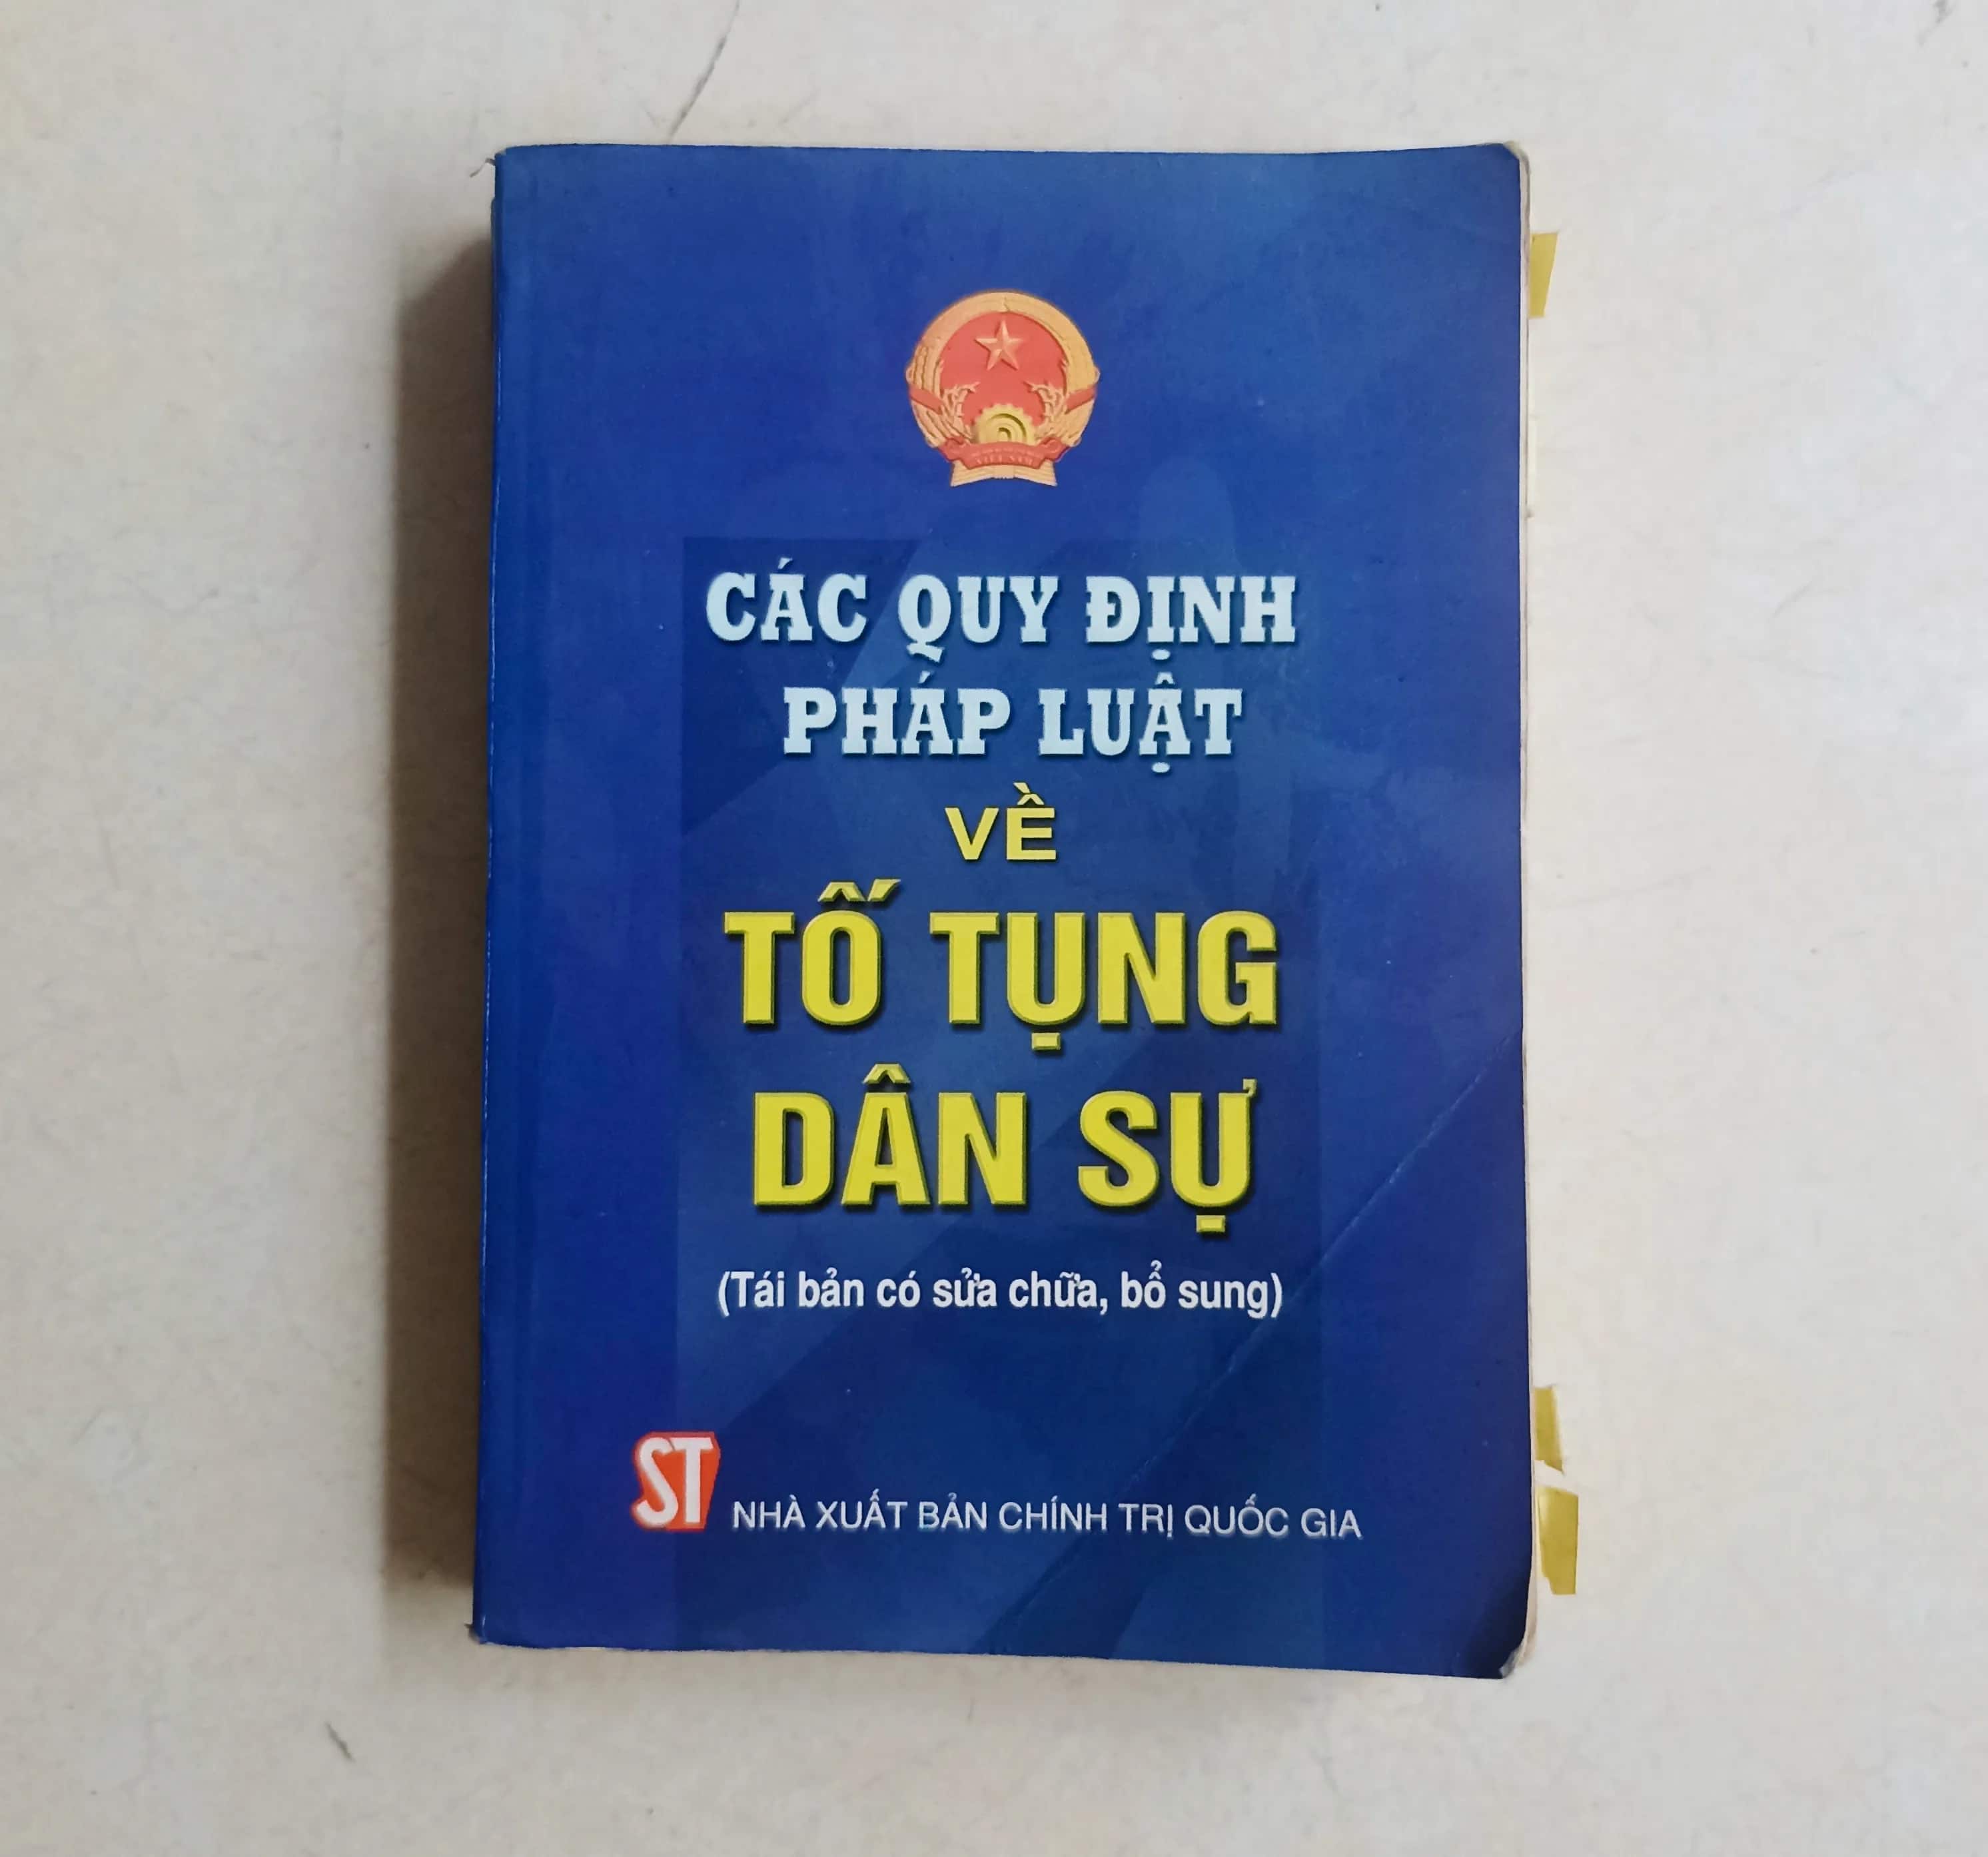 CÁC QUY ĐỊNH
PHÁP LUẬT
VỀ
TỐ TỤNG
DÂN SỰ
(Tái bản có sửa chữa, bổ sung)
ST
NHÀ XUẤT BẢN CHÍNH TRỊ QUỐC GIA